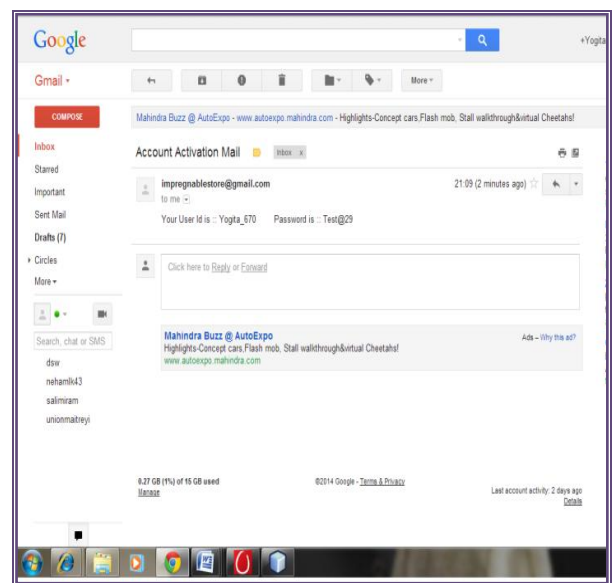 Google
+Yogita
Gmail
More
COMPOSE
Mahindra Buzz @ AutoExpo - www.autoexpo.mahindra.com - Highlights-Concept cars,Flash mob, Stall walkthrough&virtual Cheetahs!
Inbox
Starred
Important
Sent Mail
Drafts (7)
Circles
More
Account Activation Mail
Inbox x
impregnablestore@gmail.com
21:09 (2 minutes ago)
to me
Your User Id is :: Yogita_670 Password is :: Test@29
Click here to Reply or Forward
Search, chat or SMS
dsw
nehamlk43
salimiram
unionmaitreyi
Mahindra Buzz @ AutoExpo
Ads – Why this ad?
Highlights-Concept cars, Flash mob, Stall walkthrough&virtual Cheetahs!
www.autoexpo.mahindra.com
0.27 GB (1%) of 15 GB used
Manage
©2014 Google - Terms & Privacy
Last account activity: 2 days ago
Details